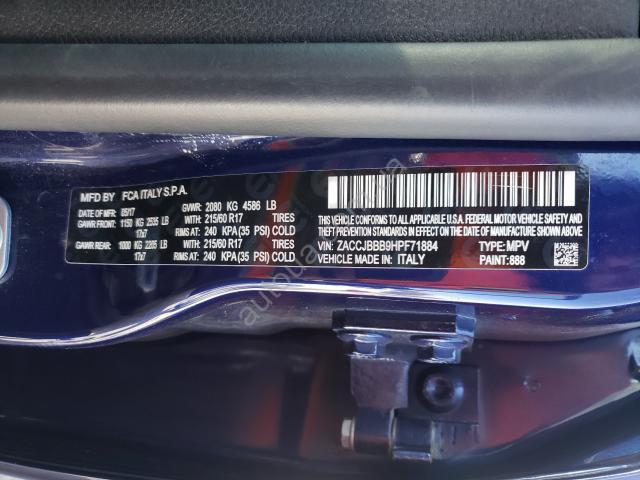 MFD BY FCA ITALY S.P.A.
DATE OF MFR: 05/17 GVWR: 2080 KG 4586 LB
GAWR FRONT: 1150 KG 2535 LB WITH: 215/60 R17 TIRES
17x7 RIMS AT: 240 KPA(35 PSI) COLD
GAWR REAR: 1000 KG 2205 LB WITH: 215/60 R17 TIRES
17x7 RIMS AT: 240 KPA(35 PSI) COLD
THIS VEHICLE CONFORMS TO ALL APPLICABLE U.S.A. FEDERAL MOTOR VEHICLE SAFETY,
BUMPER, AND THEFT PREVENTION STANDARDS IN EFFECT ON THE DATE OF MANUFACTURE SHOWN ABOVE.
VIN: ZACCJBBB9HPF71884 TYPE: MPV
VEHICLE MADE IN: ITALY PAINT: 888